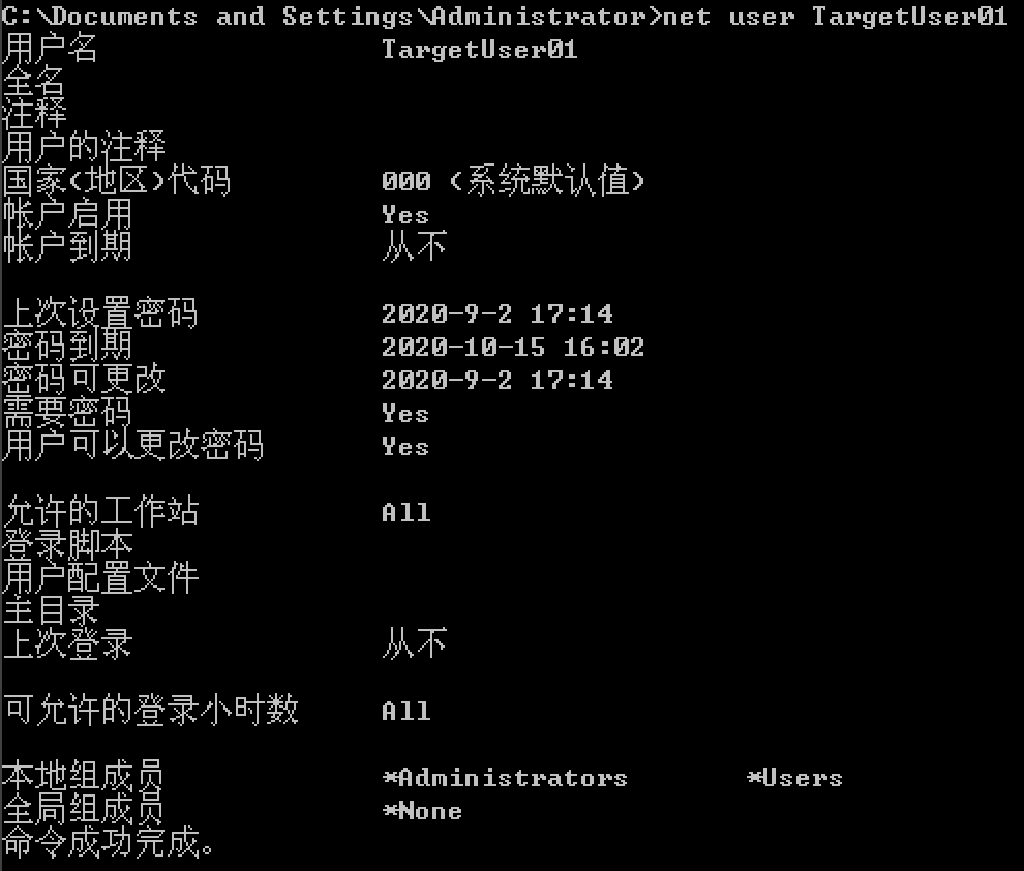 C:\Documents and Settings\Administrator>net user TargetUser01
用户名 TargetUser01
全名
注释
用户的注释
国家(地区)代码 000 (系统默认值)
帐户启用 Yes
帐户到期 从不
上次设置密码 2020-9-2 17:14
密码到期 2020-10-15 16:02
密码可更改 2020-9-2 17:14
需要密码 Yes
用户可以更改密码 Yes
允许的工作站 All
登录脚本
用户配置文件
主目录
上次登录 从不
可允许的登录小时数 All
本地组成员 *Administrators *Users
全局组成员 *None
命令成功完成。